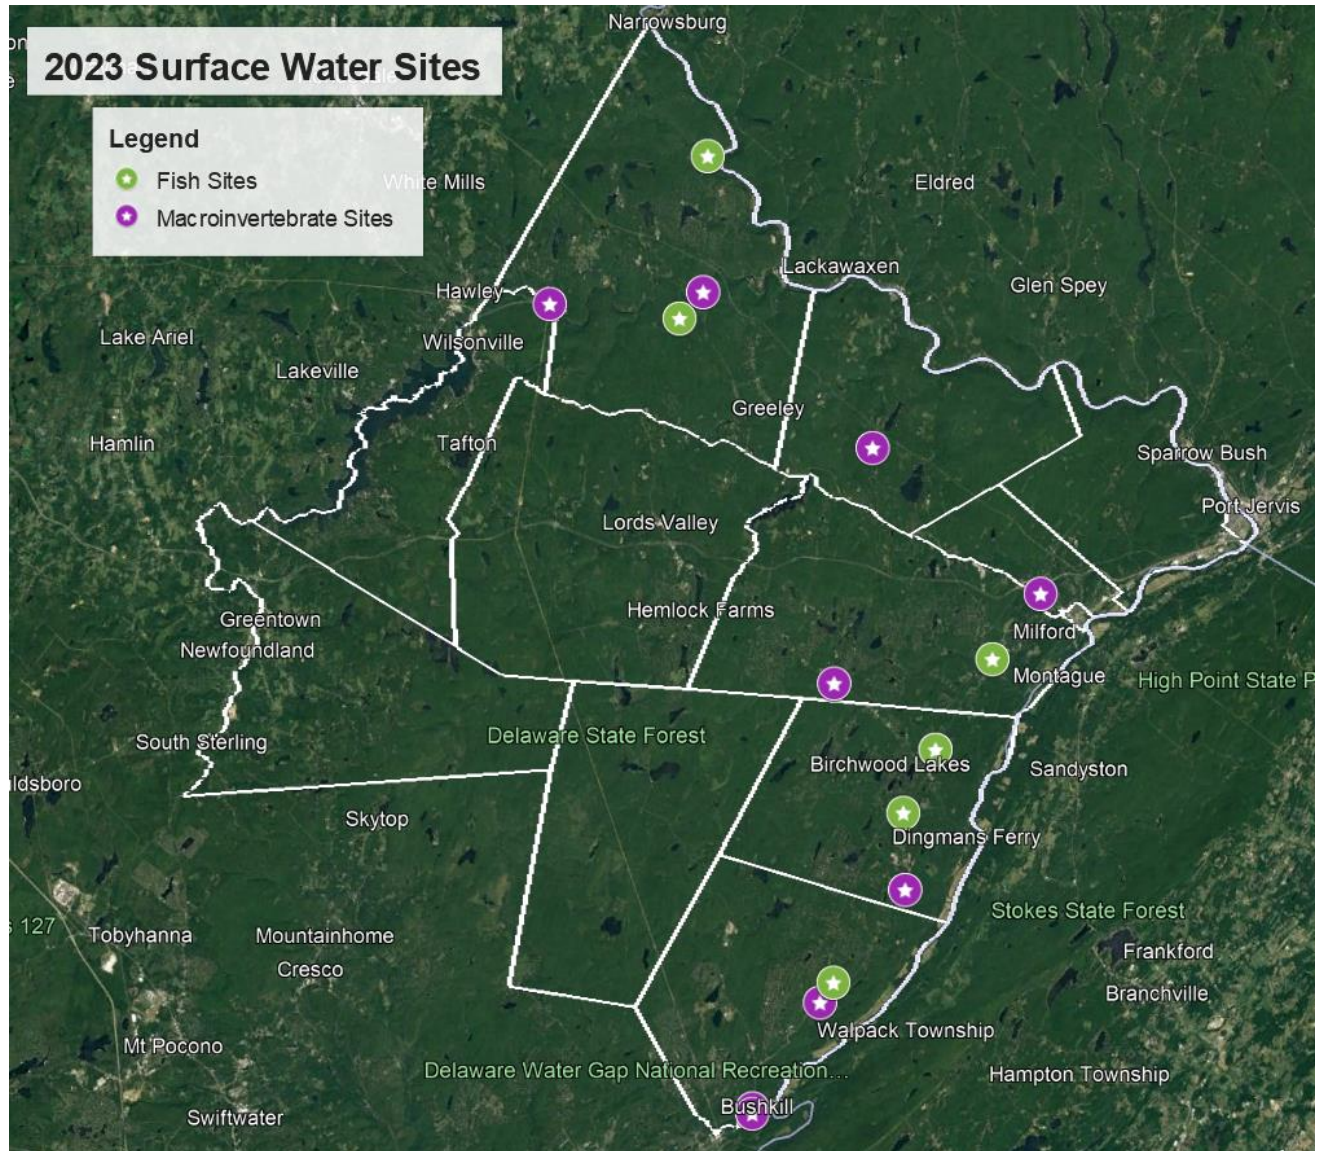 Narrowsburg
2023 Surface Water Sites
Legend
Fish Sites
Macroinvertebrate Sites
White Mills
Eldred
Lackawaxen
Glen Spey
Hawley
Lake Ariel
Wilsonville
Lakeville
Greeley
Hamlin
Tafton
Sparrow Bush
Port Jervis
Lords Valley
Greentown
Hemlock Farms
Newfoundland
Milford
Montague
High Point State P
South Sterling
Delaware State Forest
Birchwood Lakes
Sandyston
uldsboro
Skytop
Dingmans Ferry
Stokes State Forest
127
Tobyhanna
Mountainhome
Frankford
Cresco
Branchville
Walpack Township
Mt Pocono
Delaware Water Gap National Recreation...
Hampton Township
Bushkill
Swiftwater